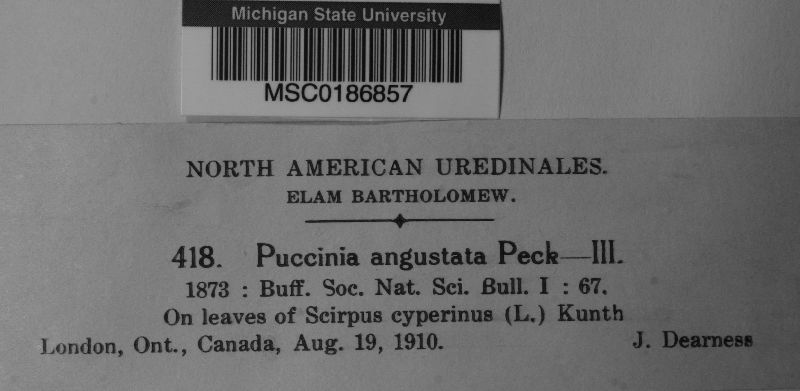 Michigan State University
MSC0186857
NORTH AMERICAN UREDINALES.
ELAM BARTHOLOMEW.
418. Puccinia angustata Peck—III.
1873 : Buff. Soc. Nat. Sci. Bull. I : 67.
On leaves of Scirpus cyperinus (L.) Kunth
London, Ont., Canada, Aug. 19, 1910. J. Dearness